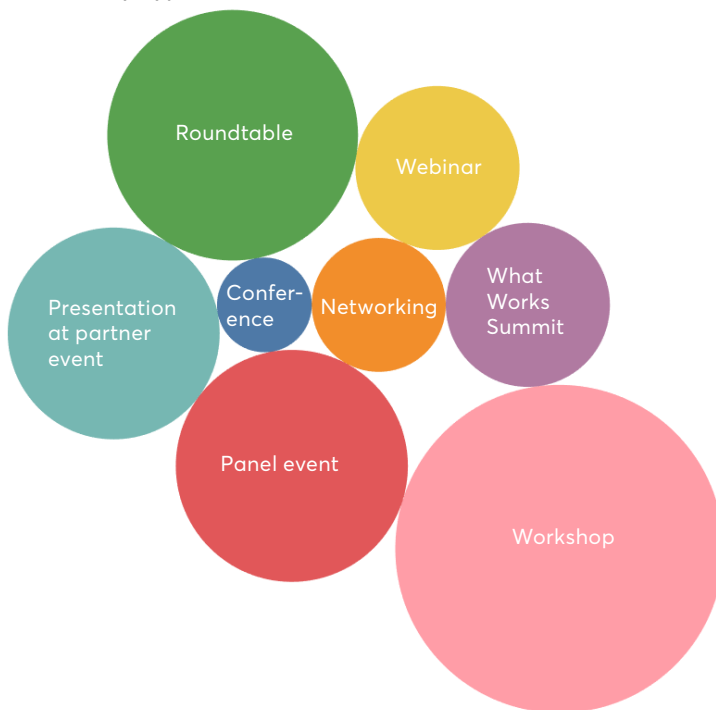 Roundtable
Webinar
What
Works
Summit
Confer-
ence
Networking
Presentation
at partner
event
Panel event
Workshop